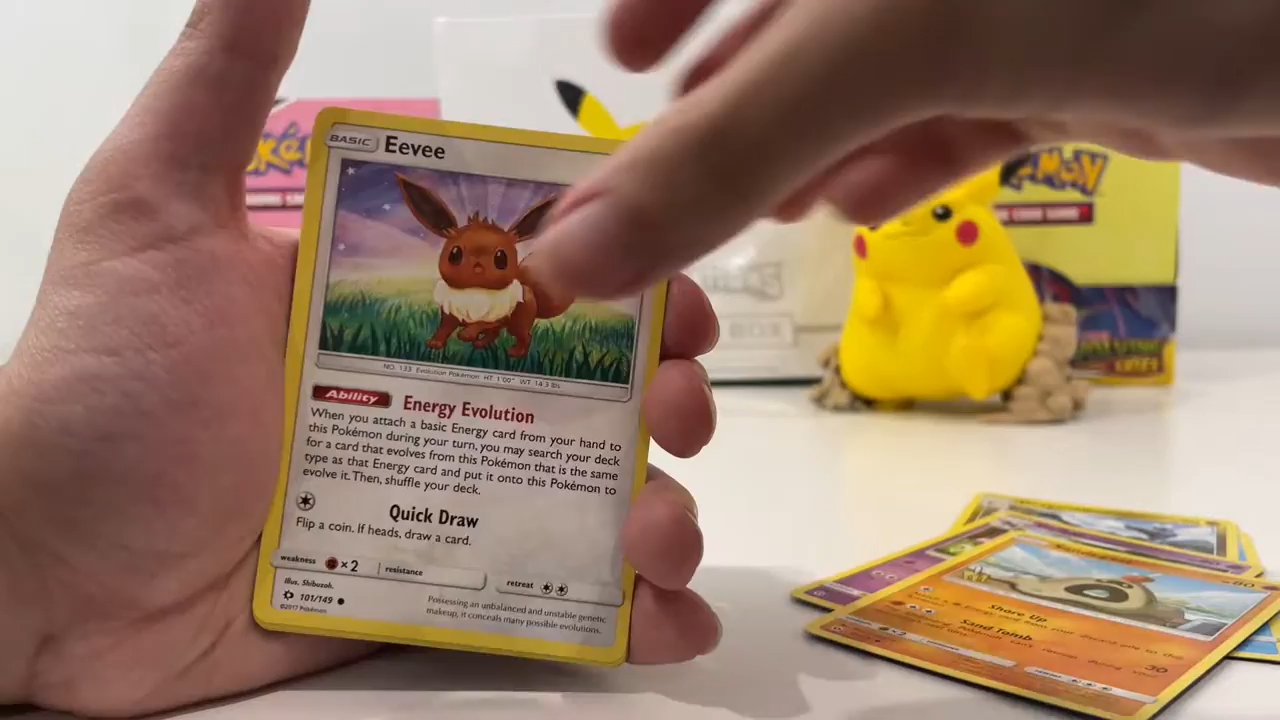 BASIC Eevee
NO. 133 Evolution Pokémon HT 1'00" WT 14.3 lbs
Ability Energy Evolution
When you attach a basic Energy card from your hand to
this Pokémon during your turn, you may search your deck
for a card that evolves from this Pokémon that is the same
type as that Energy card and put it onto this Pokémon to
evolve it. Then, shuffle your deck.
Quick Draw
Flip a coin. If heads, draw a card.
weakness ×2 resistance
retreat
Illus. Shibuzoh.
101/149
©2017 Pokémon
Possessing an unbalanced and unstable genetic
makeup, it conceals many possible evolutions.
BOX
Shore Up
Sand Tomb
30